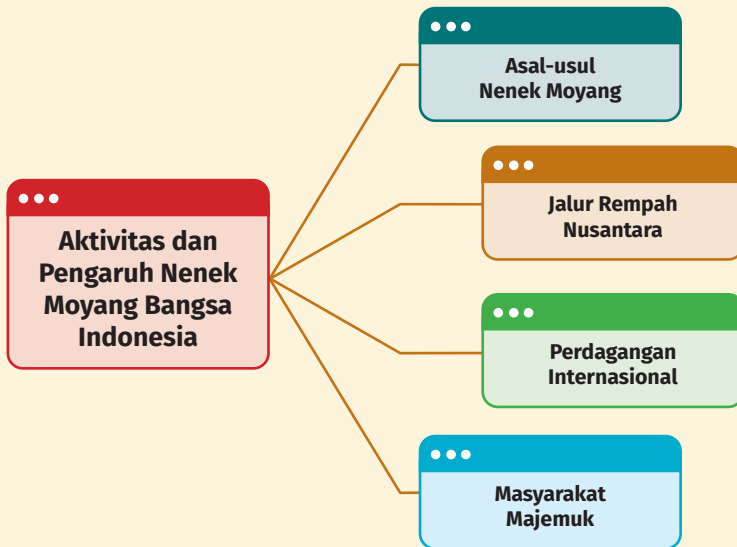 Asal-usul
Nenek Moyang
Aktivitas dan
Pengaruh Nenek
Moyang Bangsa
Indonesia
Jalur Rempah
Nusantara
Perdagangan
Internasional
Masyarakat
Majemuk